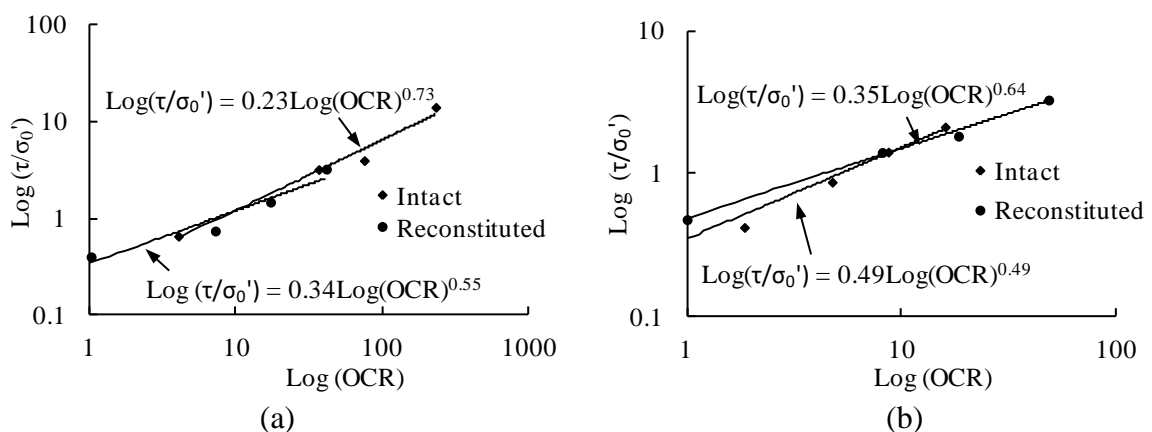 100
10
1
0.1
Log (τ/σ₀')
Log(τ/σ₀') = 0.23Log(OCR)^0.73
Intact
Reconstituted
Log (τ/σ₀') = 0.34Log(OCR)^0.55
1 10 100 1000
Log (OCR)
(a)
10
1
0.1
Log (τ/σ₀')
Log(τ/σ₀') = 0.35Log(OCR)^0.64
Intact
Reconstituted
Log(τ/σ₀') = 0.49Log(OCR)^0.49
1 10 100
Log (OCR)
(b)